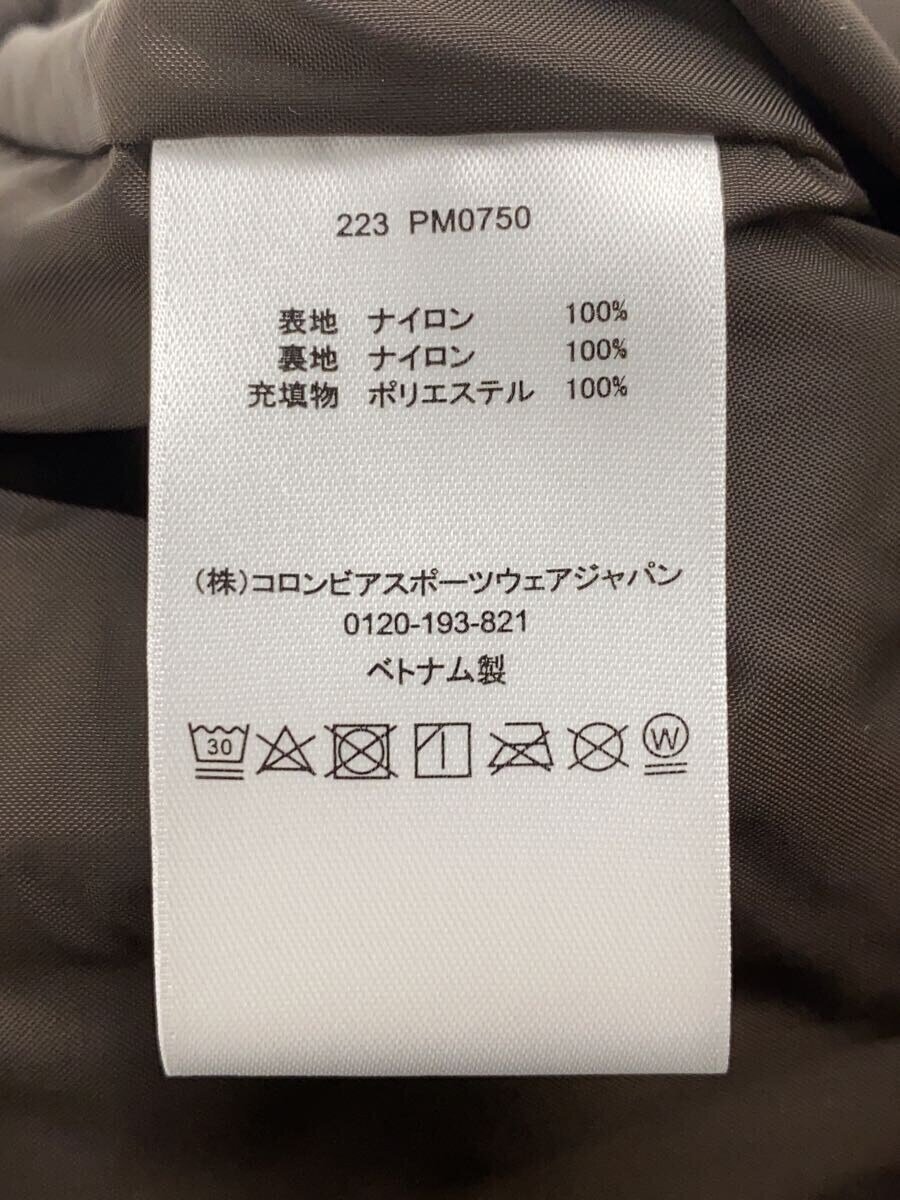 223 PM0750
表地 ナイロン 100%
裏地 ナイロン 100%
充填物 ポリエステル 100%
(株)コロンビアスポーツウェアジャパン
0120-193-821
ベトナム製
30 W